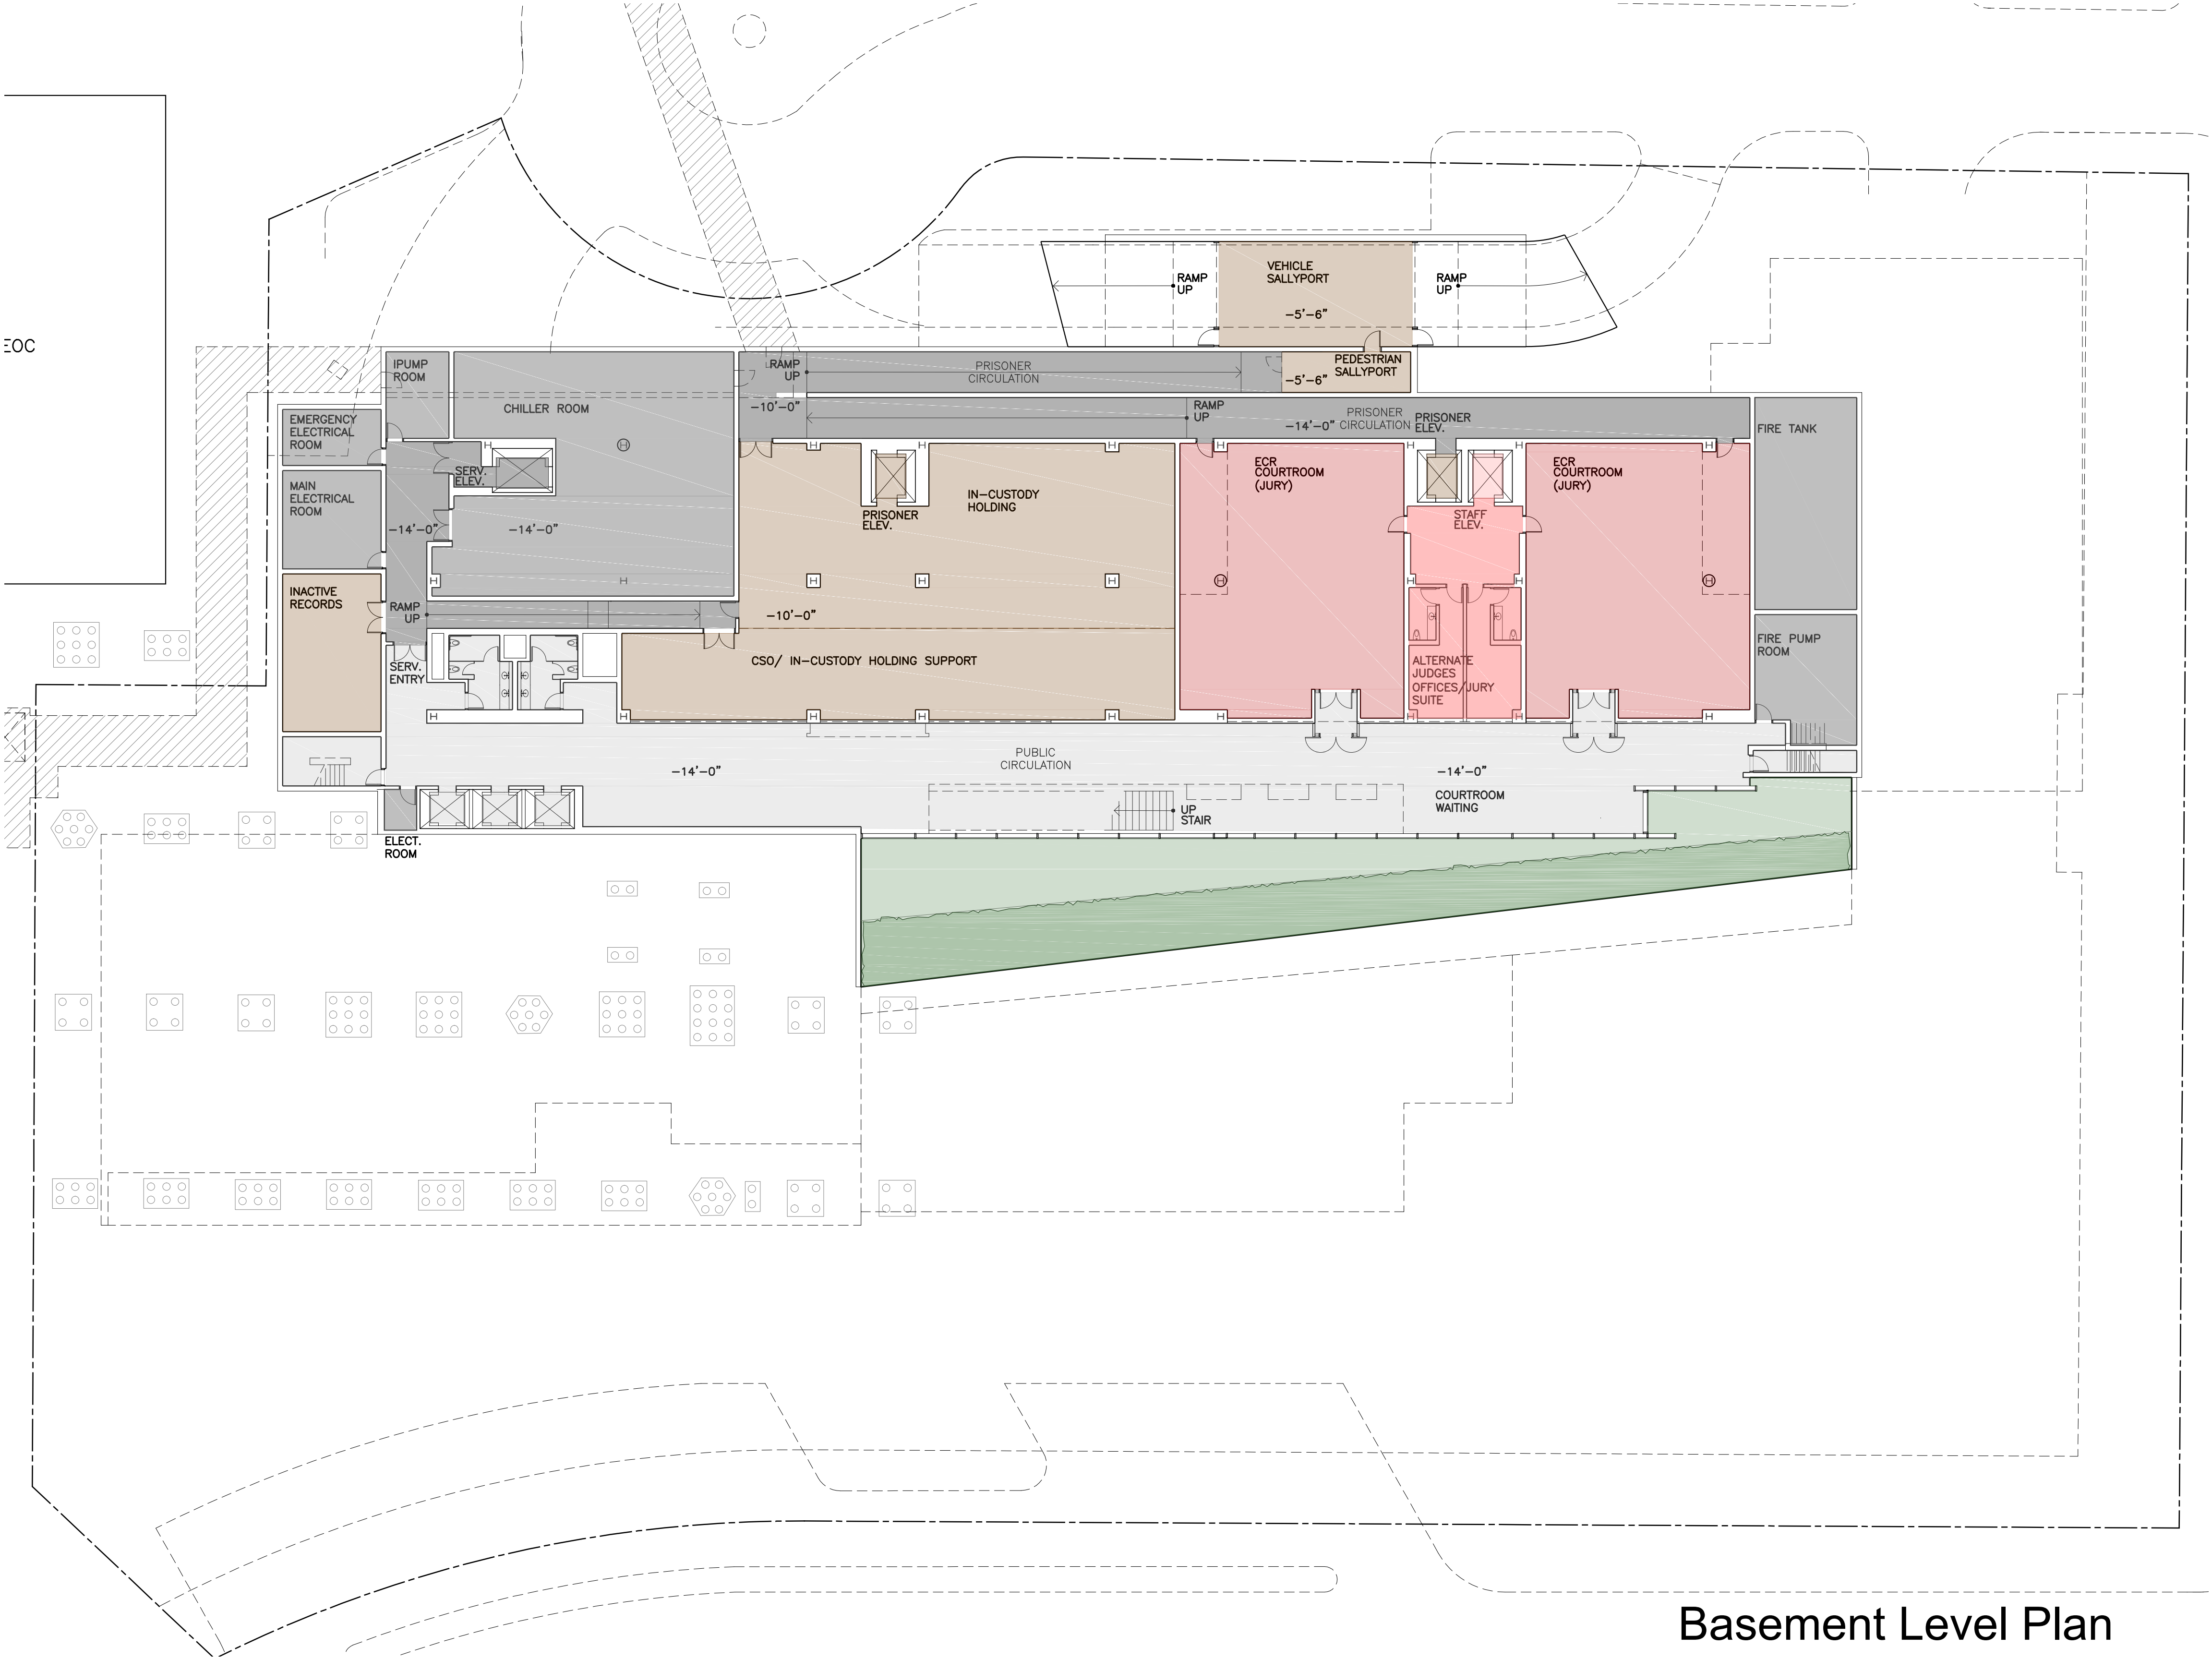 EOC
VEHICLE
SALLYPORT
RAMP
UP
RAMP
UP
-5'-6"
PEDESTRIAN
SALLYPORT
-5'-6"
IPUMP
ROOM
RAMP
UP
PRISONER
CIRCULATION
CHILLER ROOM
-10'-0"
RAMP
UP
PRISONER
CIRCULATION
-14'-0"
PRISONER
ELEV.
FIRE TANK
EMERGENCY
ELECTRICAL
ROOM
SERV.
ELEV.
MAIN
ELECTRICAL
ROOM
-14'-0"
-14'-0"
IN-CUSTODY
HOLDING
PRISONER
ELEV.
ECR
COURTROOM
(JURY)
STAFF
ELEV.
ECR
COURTROOM
(JURY)
INACTIVE
RECORDS
RAMP
UP
-10'-0"
CSO/ IN-CUSTODY HOLDING SUPPORT
SERV.
ENTRY
ALTERNATE
JUDGES
OFFICES/JURY
SUITE
FIRE PUMP
ROOM
PUBLIC
CIRCULATION
-14'-0"
-14'-0"
COURTROOM
WAITING
UP
STAIR
ELECT.
ROOM
Basement Level Plan